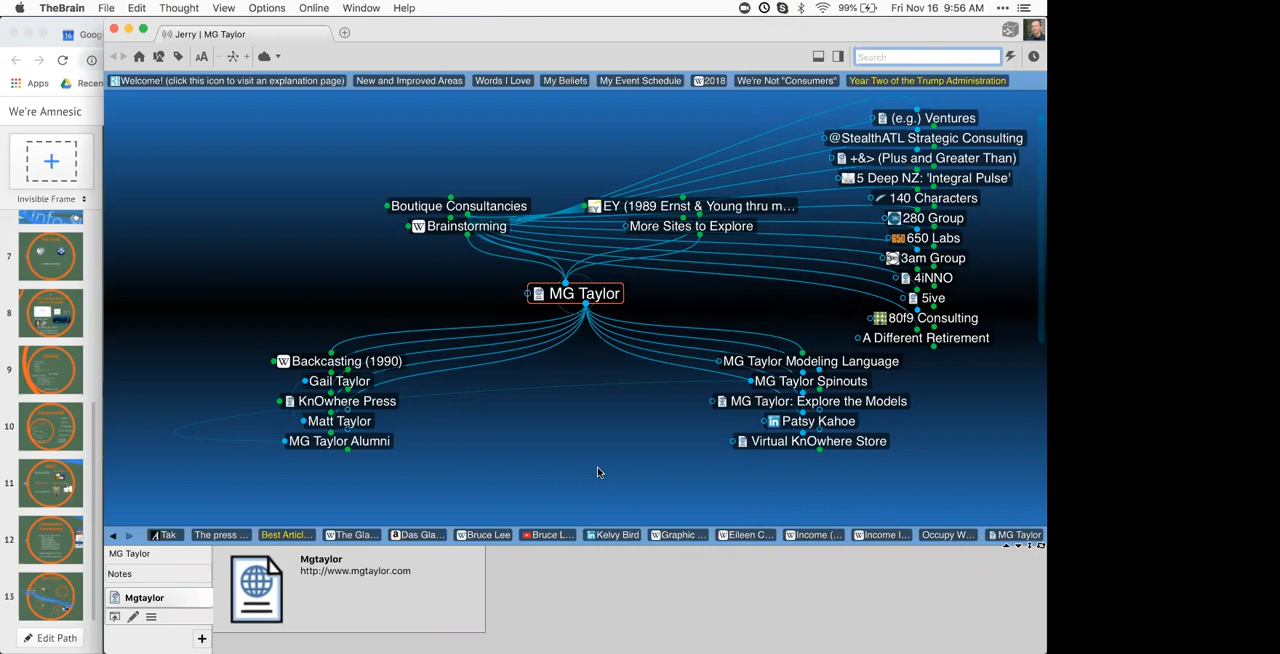 TheBrain File Edit Thought View Options Online Window Help 99% Fri Nov 16 9:56 AM
16 Goog
Jerry | MG Taylor
AA
Search
Apps Recen
Welcome! (click this icon to visit an explanation page) New and Improved Areas Words I Love My Beliefs My Event Schedule W 2018 We're Not "Consumers" Year Two of the Trump Administration
We're Amnesic
Invisible Frame
(e.g.) Ventures
@StealthATL Strategic Consulting
+&> (Plus and Greater Than)
5 Deep NZ: 'Integral Pulse'
140 Characters
280 Group
650 Labs
3am Group
4iNNO
5ive
80f9 Consulting
A Different Retirement
Boutique Consultancies
W Brainstorming
EY (1989 Ernst & Young thru m...
More Sites to Explore
MG Taylor
W Backcasting (1990)
Gail Taylor
KnOwhere Press
Matt Taylor
MG Taylor Alumni
MG Taylor Modeling Language
MG Taylor Spinouts
MG Taylor: Explore the Models
in Patsy Kahoe
Virtual KnOwhere Store
7
8
9
10
11
12
13
Edit Path
Tak The press ... Best Articl... W The Gla... a Das Gla... W Bruce Lee Bruce L... in Kelvy Bird W Graphic ... W Eileen C... W Income (... W Income I... Occupy W... MG Taylor
MG Taylor
Notes
Mgtaylor
Mgtaylor
http://www.mgtaylor.com